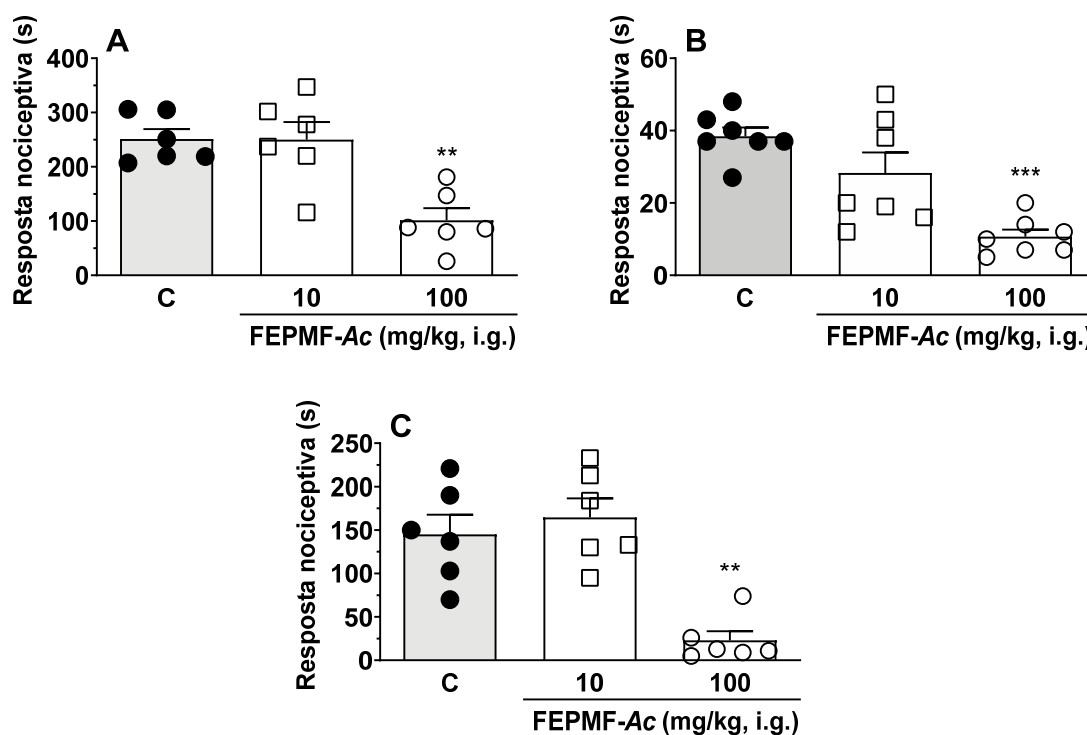 A
Resposta nociceptiva (s)
400
300
200
100
0
**
C
10
100
FEPMF-Ac (mg/kg, i.g.)
B
Resposta nociceptiva (s)
60
40
20
0
***
C
10
100
FEPMF-Ac (mg/kg, i.g.)
C
Resposta nociceptiva (s)
250
200
150
100
50
0
**
C
10
100
FEPMF-Ac (mg/kg, i.g.)